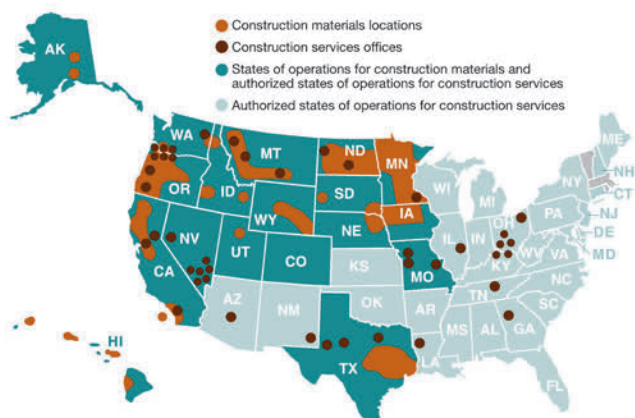 Construction materials locations
Construction services offices
States of operations for construction materials and
authorized states of operations for construction services
Authorized states of operations for construction services
AK
WA
MT
ND
MN
ME
OR
ID
SD
WI
NY
NH
WY
MI
CT
IA
PA
NJ
NV
NE
IL
IN
OH
DE
UT
CO
KS
MO
KY
WV
VA
MD
CA
AZ
NM
OK
AR
TN
NC
SC
MS
AL
GA
HI
TX
LA
FL